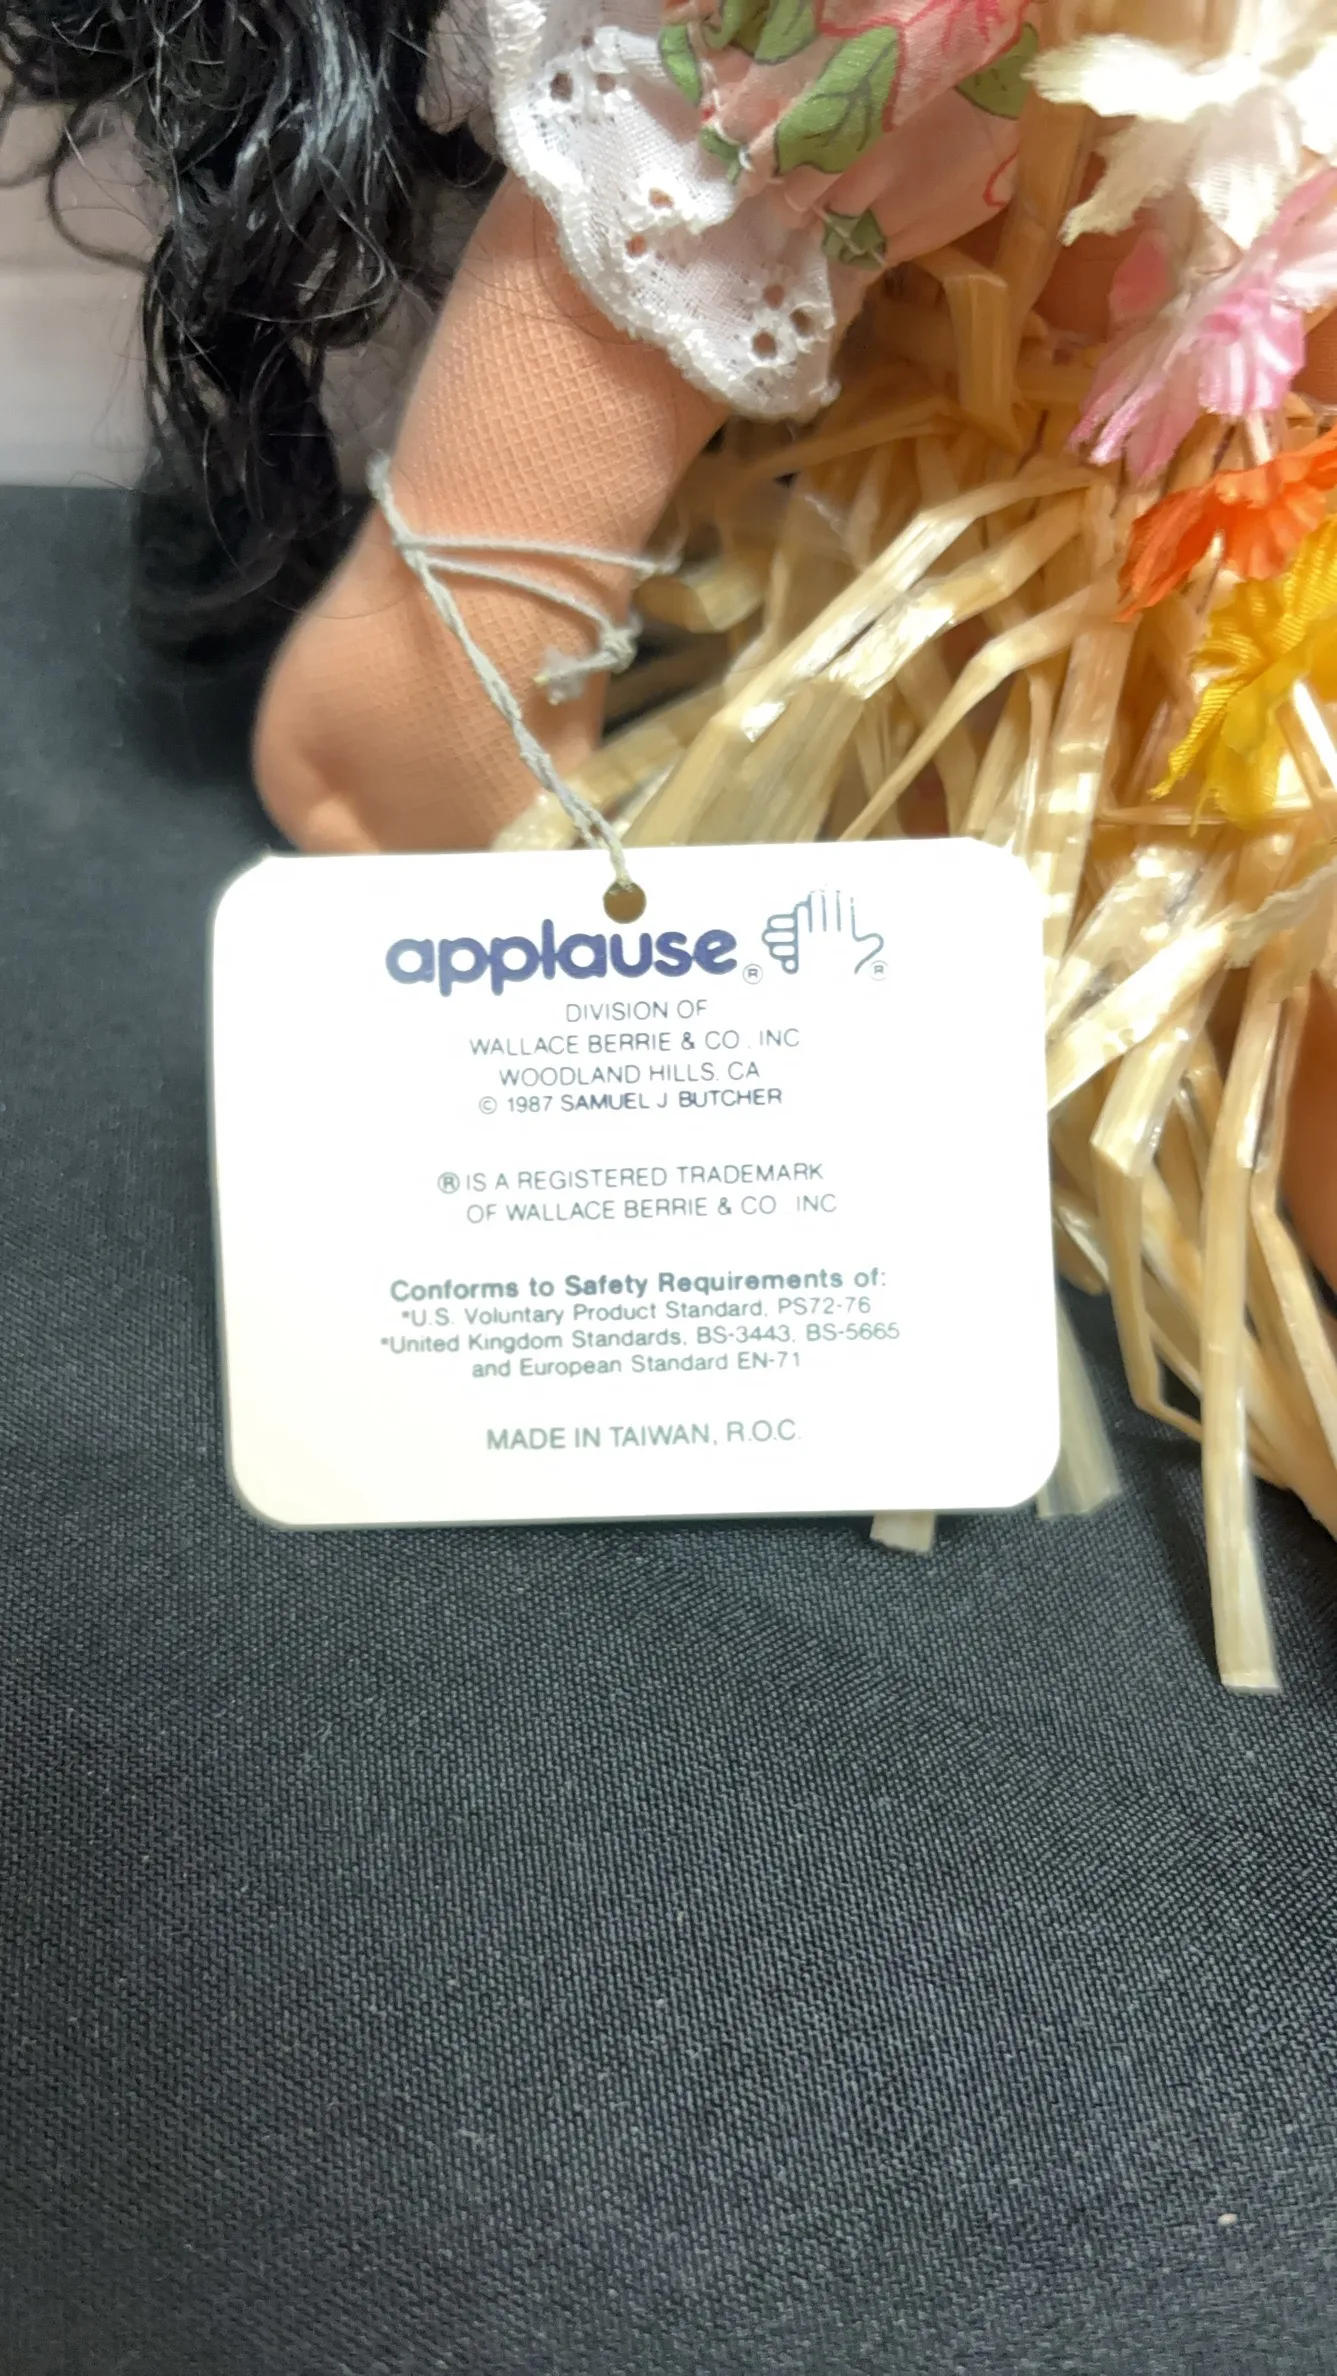 applause ® ®
DIVISION OF
WALLACE BERRIE & CO. INC
WOODLAND HILLS. CA
© 1987 SAMUEL J BUTCHER
® IS A REGISTERED TRADEMARK
OF WALLACE BERRIE & CO INC
Conforms to Safety Requirements of:
*U.S. Voluntary Product Standard, PS72-76
*United Kingdom Standards, BS-3443, BS-5665
and European Standard EN-71
MADE IN TAIWAN, R.O.C.